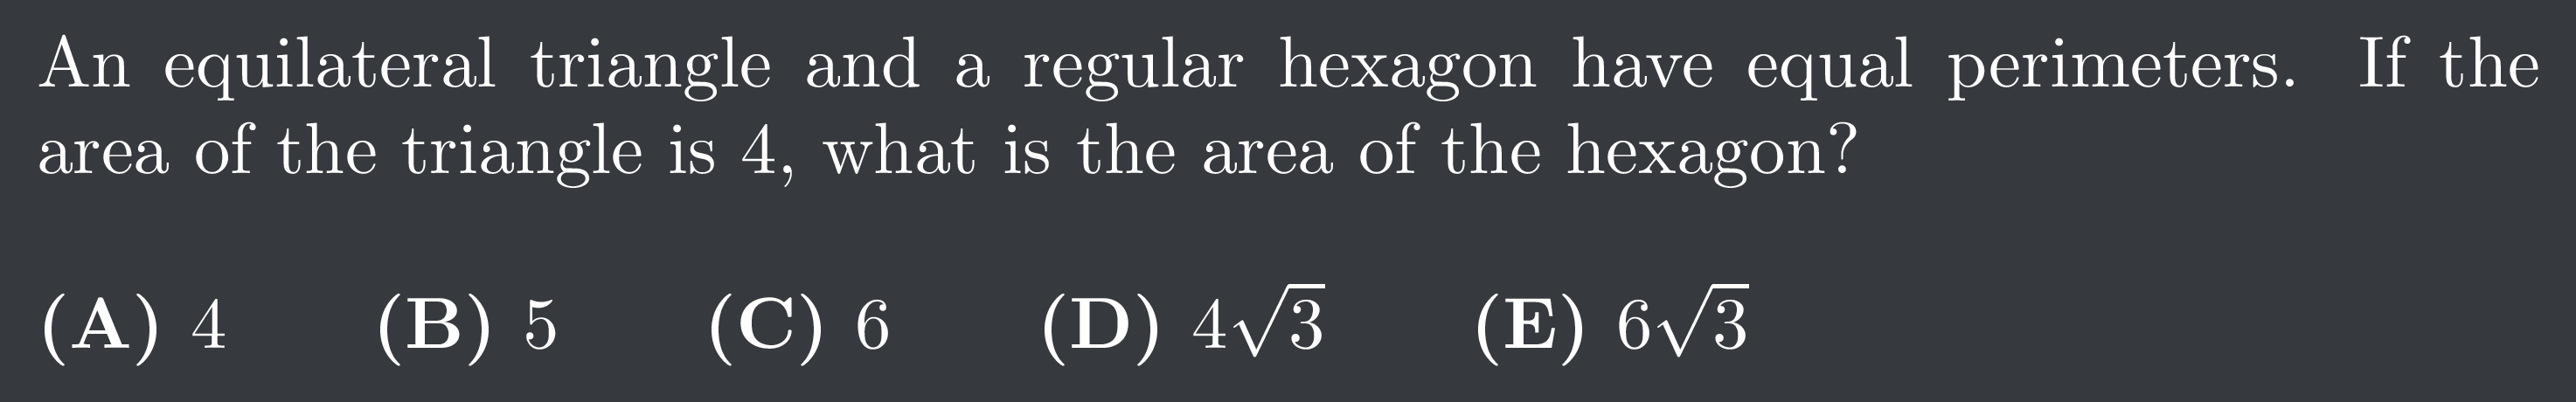 An equilateral triangle and a regular hexagon have equal perimeters. If the
area of the triangle is 4, what is the area of the hexagon?
(A) 4 (B) 5 (C) 6 (D) 4√3 (E) 6√3